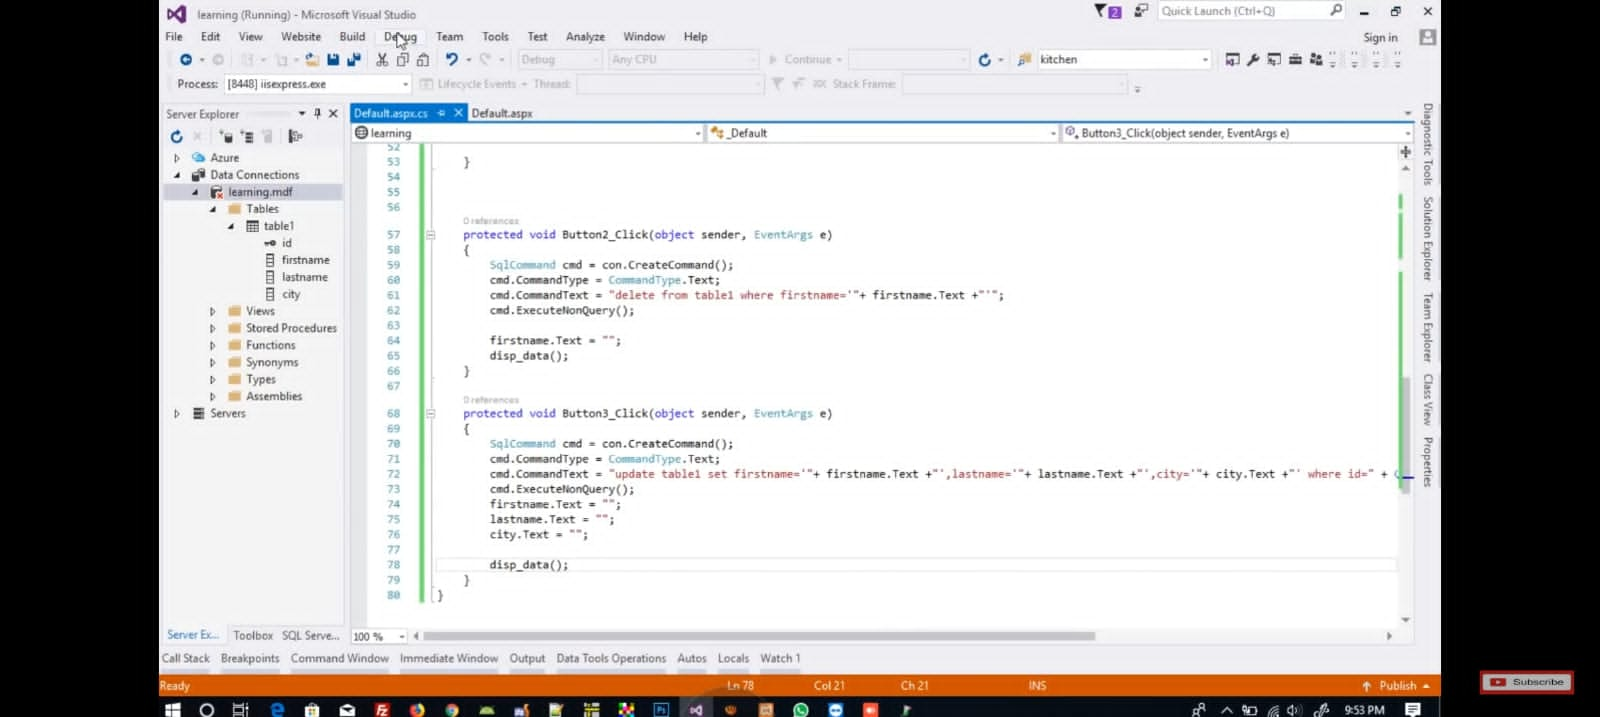 learning (Running) - Microsoft Visual Studio
2
Quick Launch (Ctrl+Q)
File Edit View Website Build Debug Team Tools Test Analyze Window Help
Sign in
Debug Any CPU Continue kitchen
Process: [8448] iisexpress.exe Lifecycle Events Thread: Stack Frame:
Server Explorer
Default.aspx.cs Default.aspx
learning _Default Button3_Click(object sender, EventArgs e)
Azure
Data Connections
learning.mdf
Tables
table1
id
firstname
lastname
city
Views
Stored Procedures
Functions
Synonyms
Types
Assemblies
Servers
52
53 }
54
55
56
0 references
57 protected void Button2_Click(object sender, EventArgs e)
58 {
59 SqlCommand cmd = con.CreateCommand();
60 cmd.CommandType = CommandType.Text;
61 cmd.CommandText = "delete from table1 where firstname='"+ firstname.Text +"'";
62 cmd.ExecuteNonQuery();
63
64 firstname.Text = "";
65 disp_data();
66 }
67
0 references
68 protected void Button3_Click(object sender, EventArgs e)
69 {
70 SqlCommand cmd = con.CreateCommand();
71 cmd.CommandType = CommandType.Text;
72 cmd.CommandText = "update table1 set firstname='"+ firstname.Text +"',lastname='"+ lastname.Text +"',city='"+ city.Text +"' where id=" +
73 cmd.ExecuteNonQuery();
74 firstname.Text = "";
75 lastname.Text = "";
76 city.Text = "";
77
78 disp_data();
79 }
80 }
Diagnostic Tools
Solution Explorer
Team Explorer
Class View
Properties
Server Ex... Toolbox SQL Serve... 100 %
Call Stack Breakpoints Command Window Immediate Window Output Data Tools Operations Autos Locals Watch 1
Ready Ln 78 Col 21 Ch 21 INS Publish
9:53 PM
Subscribe